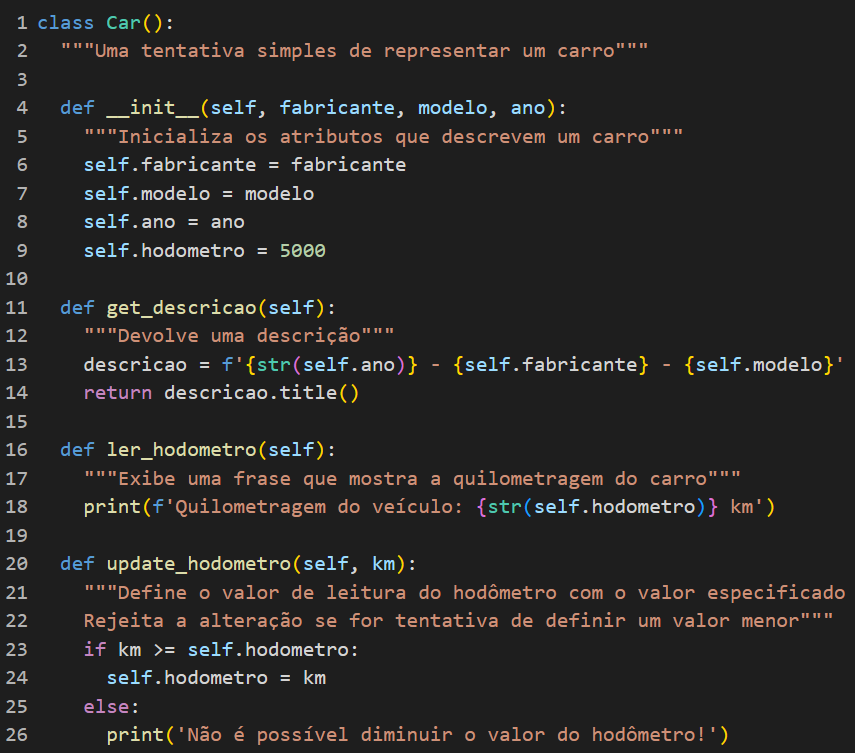 1 class Car():
2   """Uma tentativa simples de representar um carro"""
3
4   def __init__(self, fabricante, modelo, ano):
5     """Inicializa os atributos que descrevem um carro"""
6     self.fabricante = fabricante
7     self.modelo = modelo
8     self.ano = ano
9     self.hodometro = 5000
10
11   def get_descricao(self):
12     """Devolve uma descrição"""
13     descricao = f'{str(self.ano)} - {self.fabricante} - {self.modelo}'
14     return descricao.title()
15
16   def ler_hodometro(self):
17     """Exibe uma frase que mostra a quilometragem do carro"""
18     print(f'Quilometragem do veículo: {str(self.hodometro)} km')
19
20   def update_hodometro(self, km):
21     """Define o valor de leitura do hodômetro com o valor especificado
22     Rejeita a alteração se for tentativa de definir um valor menor"""
23     if km >= self.hodometro:
24       self.hodometro = km
25     else:
26       print('Não é possível diminuir o valor do hodômetro!')